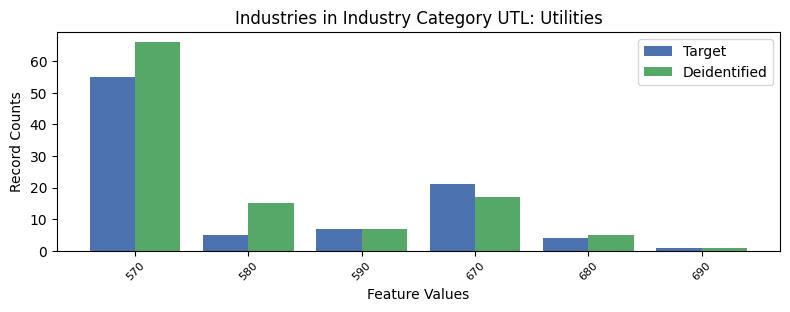 Industries in Industry Category UTL: Utilities
Target
Deidentified
Record Counts
60
50
40
30
20
10
0
570
580
590
670
680
690
Feature Values